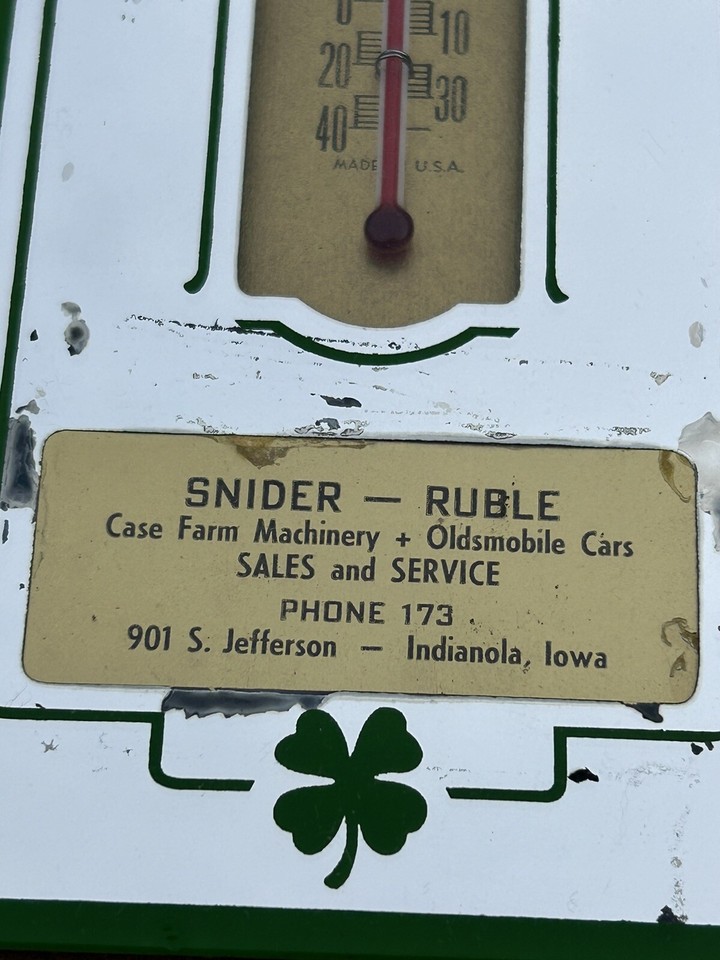 0
10
20
30
40
MADE U.S.A.
SNIDER — RUBLE
Case Farm Machinery + Oldsmobile Cars
SALES and SERVICE
PHONE 173
901 S. Jefferson — Indianola, Iowa